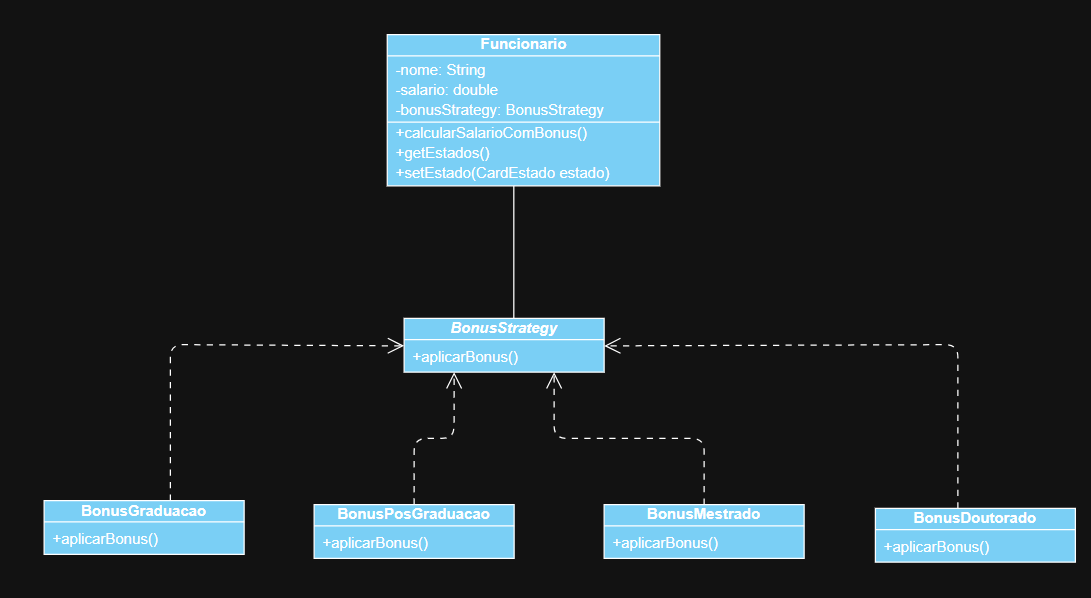 Funcionario
-nome: String
-salario: double
-bonusStrategy: BonusStrategy
+calcularSalarioComBonus()
+getEstados()
+setEstado(CardEstado estado)
BonusStrategy
+aplicarBonus()
BonusGraduacao
+aplicarBonus()
BonusPosGraduacao
+aplicarBonus()
BonusMestrado
+aplicarBonus()
BonusDoutorado
+aplicarBonus()